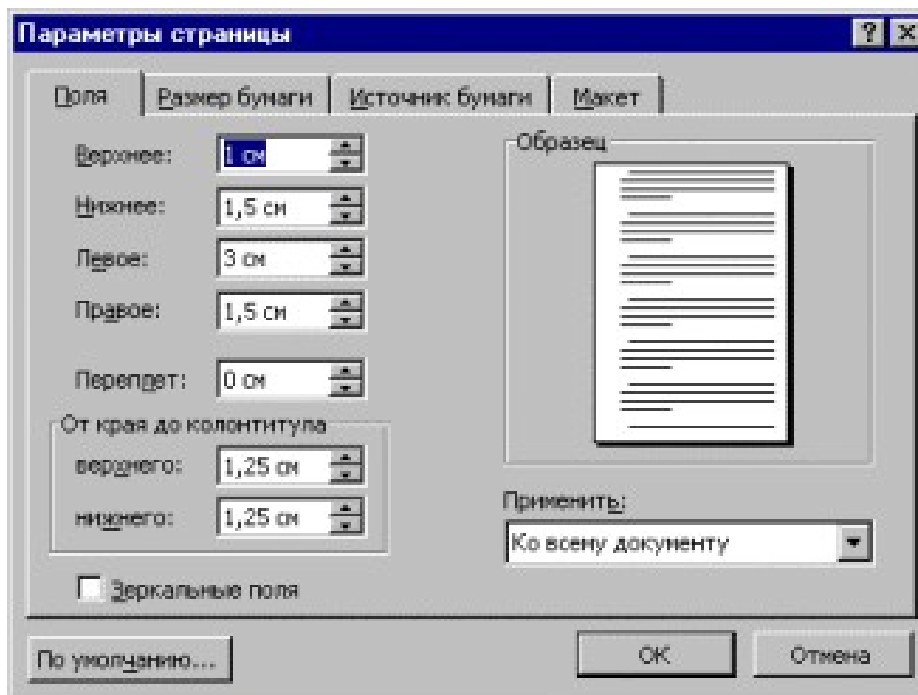 Параметры страницы
Поля Размер бумаги Источник бумаги Макет
Верхнее: 1 см
Нижнее: 1,5 см
Левое: 3 см
Правое: 1,5 см
Переплет: 0 см
От края до колонтитула
верхнего: 1,25 см
нижнего: 1,25 см
Зеркальные поля
Образец
Применить:
Ко всему документу
По умолчанию... ОК Отмена